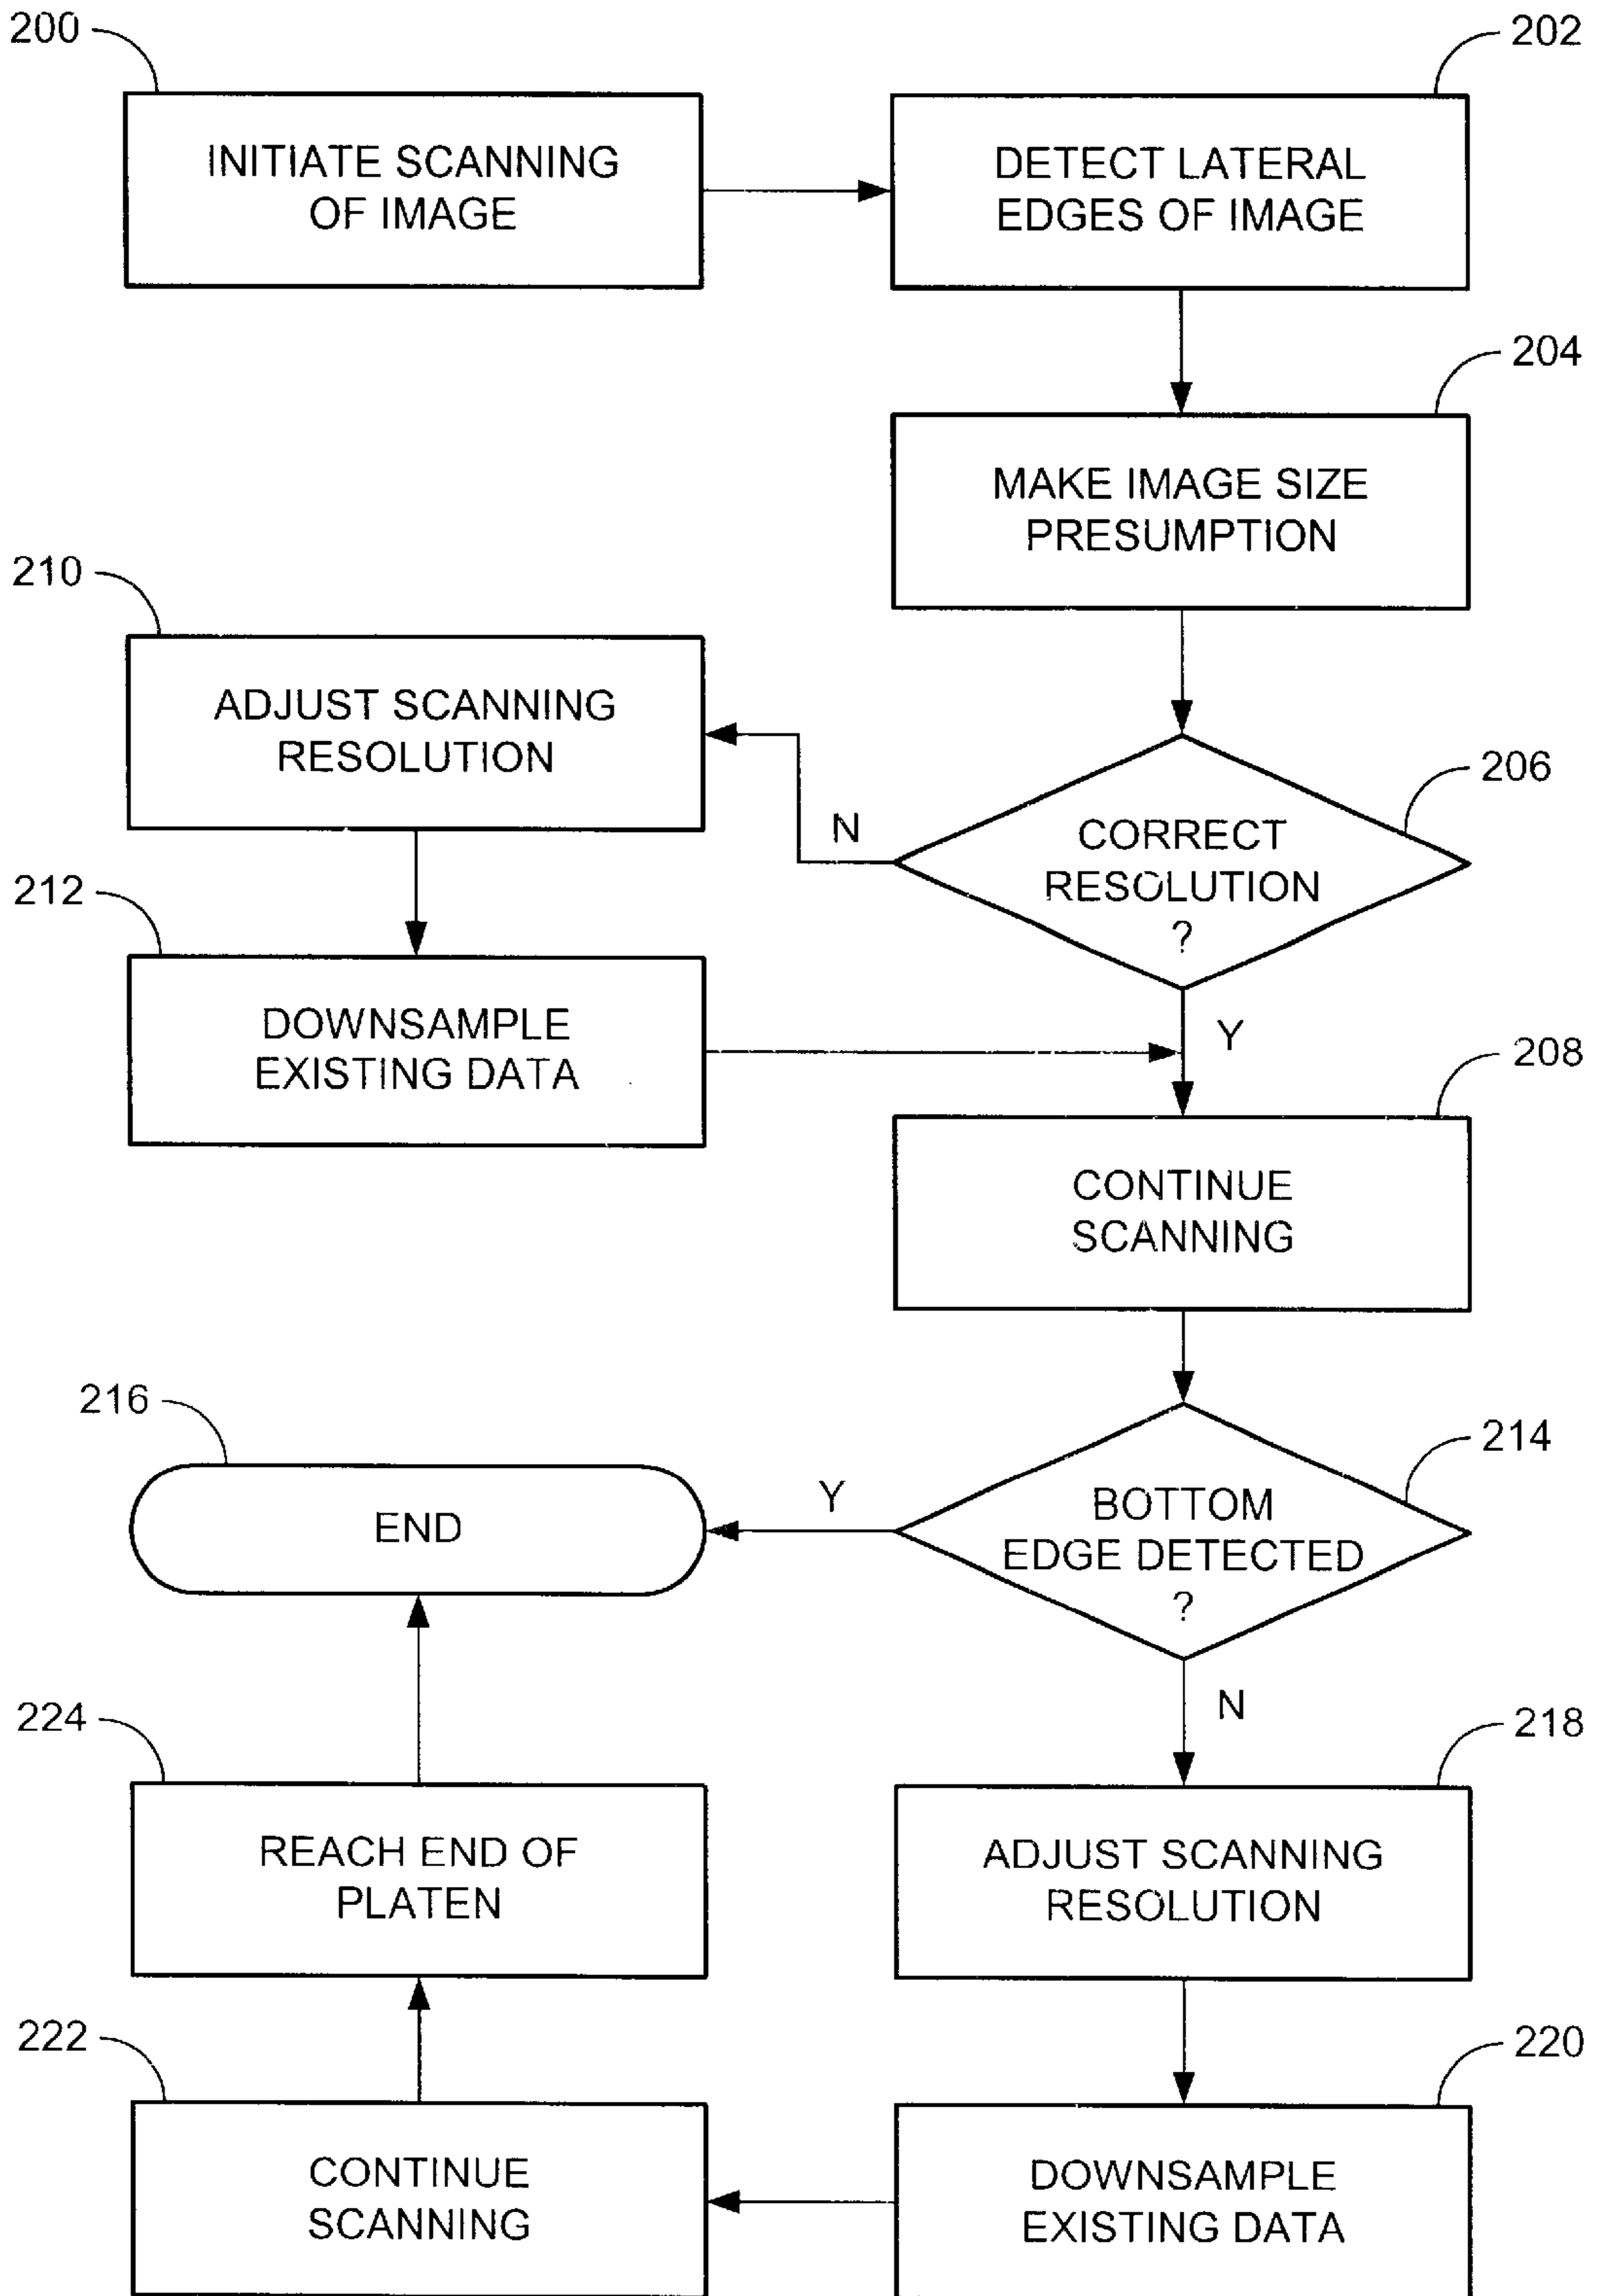 200
INITIATE SCANNING
OF IMAGE
202
DETECT LATERAL
EDGES OF IMAGE
204
MAKE IMAGE SIZE
PRESUMPTION
206
CORRECT
RESOLUTION
?
N
Y
210
ADJUST SCANNING
RESOLUTION
212
DOWNSAMPLE
EXISTING DATA
208
CONTINUE
SCANNING
214
BOTTOM
EDGE DETECTED
?
Y
N
216
END
218
ADJUST SCANNING
RESOLUTION
220
DOWNSAMPLE
EXISTING DATA
222
CONTINUE
SCANNING
224
REACH END OF
PLATEN